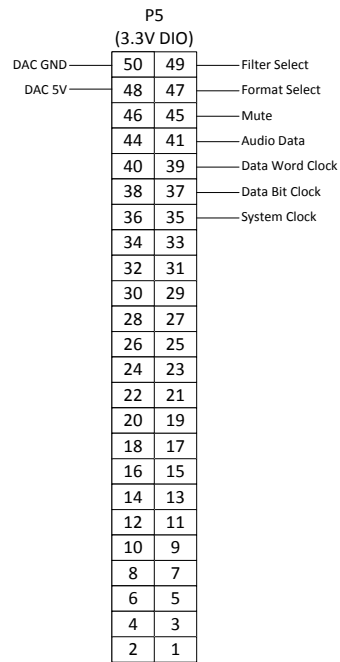 P5
(3.3V DIO)
DAC GND 50 49 Filter Select
DAC 5V 48 47 Format Select
46 45 Mute
44 41 Audio Data
40 39 Data Word Clock
38 37 Data Bit Clock
36 35 System Clock
34 33
32 31
30 29
28 27
26 25
24 23
22 21
20 19
18 17
16 15
14 13
12 11
10 9
8 7
6 5
4 3
2 1